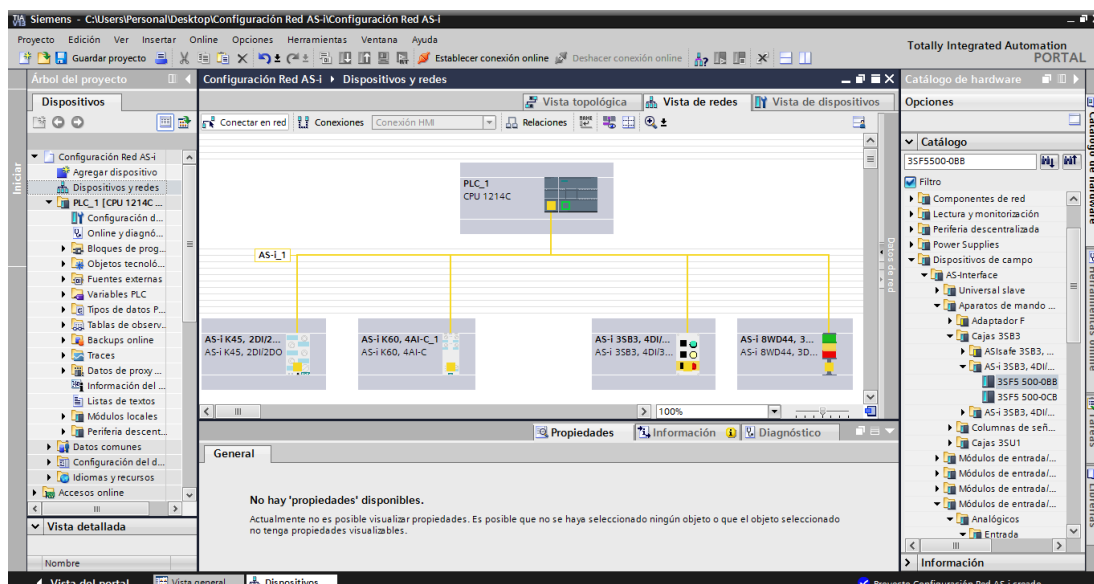 Siemens - C:\Users\Personal\Desktop\Configuración Red AS-i\Configuración Red AS-i
Proyecto Edición Ver Insertar Online Opciones Herramientas Ventana Ayuda
Guardar proyecto Establecer conexión online Deshacer conexión online
Totally Integrated Automation
PORTAL
Árbol del proyecto
Dispositivos
Iniciar
Configuración Red AS-i
Agregar dispositivo
Dispositivos y redes
PLC_1 [CPU 1214C ...
Configuración d...
Online y diagnó...
Bloques de prog...
Objetos tecnoló...
Fuentes externas
Variables PLC
Tipos de datos P...
Tablas de observ...
Backups online
Traces
Datos de proxy ...
Información del ...
Listas de textos
Módulos locales
Periferia descent...
Datos comunes
Configuración del d...
Idiomas y recursos
Accesos online
Vista detallada
Nombre
Configuración Red AS-i Dispositivos y redes
Vista topológica Vista de redes Vista de dispositivos
Conectar en red Conexiones Conexión HMI Relaciones
PLC_1
CPU 1214C
AS-i_1
AS-i K45, 2DI/2...
AS-i K45, 2DI/2DO
AS-i K60, 4AI-C_1
AS-i K60, 4AI-C
AS-i 3SB3, 4DI/...
AS-i 3SB3, 4DI/3...
AS-i 8WD44, 3...
AS-i 8WD44, 3D...
100%
Datos de red
Propiedades Información Diagnóstico
General
No hay 'propiedades' disponibles.
Actualmente no es posible visualizar propiedades. Es posible que no se haya seleccionado ningún objeto o que el objeto seleccionado
no tenga propiedades visualizables.
Catálogo de hardware
Opciones
Catálogo
3SF5500-0BB
Filtro
Componentes de red
Lectura y monitorización
Periferia descentralizada
Power Supplies
Dispositivos de campo
AS-Interface
Universal slave
Aparatos de mando ...
Adaptador F
Cajas 3SB3
ASIsafe 3SB3, ...
AS-i 3SB3, 4DI/...
3SF5 500-0BB
3SF5 500-0CB
AS-i 3SB3, 4DI/...
Columnas de señ...
Cajas 3SU1
Módulos de entrada/...
Módulos de entrada/...
Módulos de entrada/...
Módulos de entrada/...
Analógicos
Entrada
Información
Catálogo de hardware
Herramientas online
Tareas
Librerías
Vista del portal Vista general Dispositivos
Proyecto Configuración Red AS-i creado